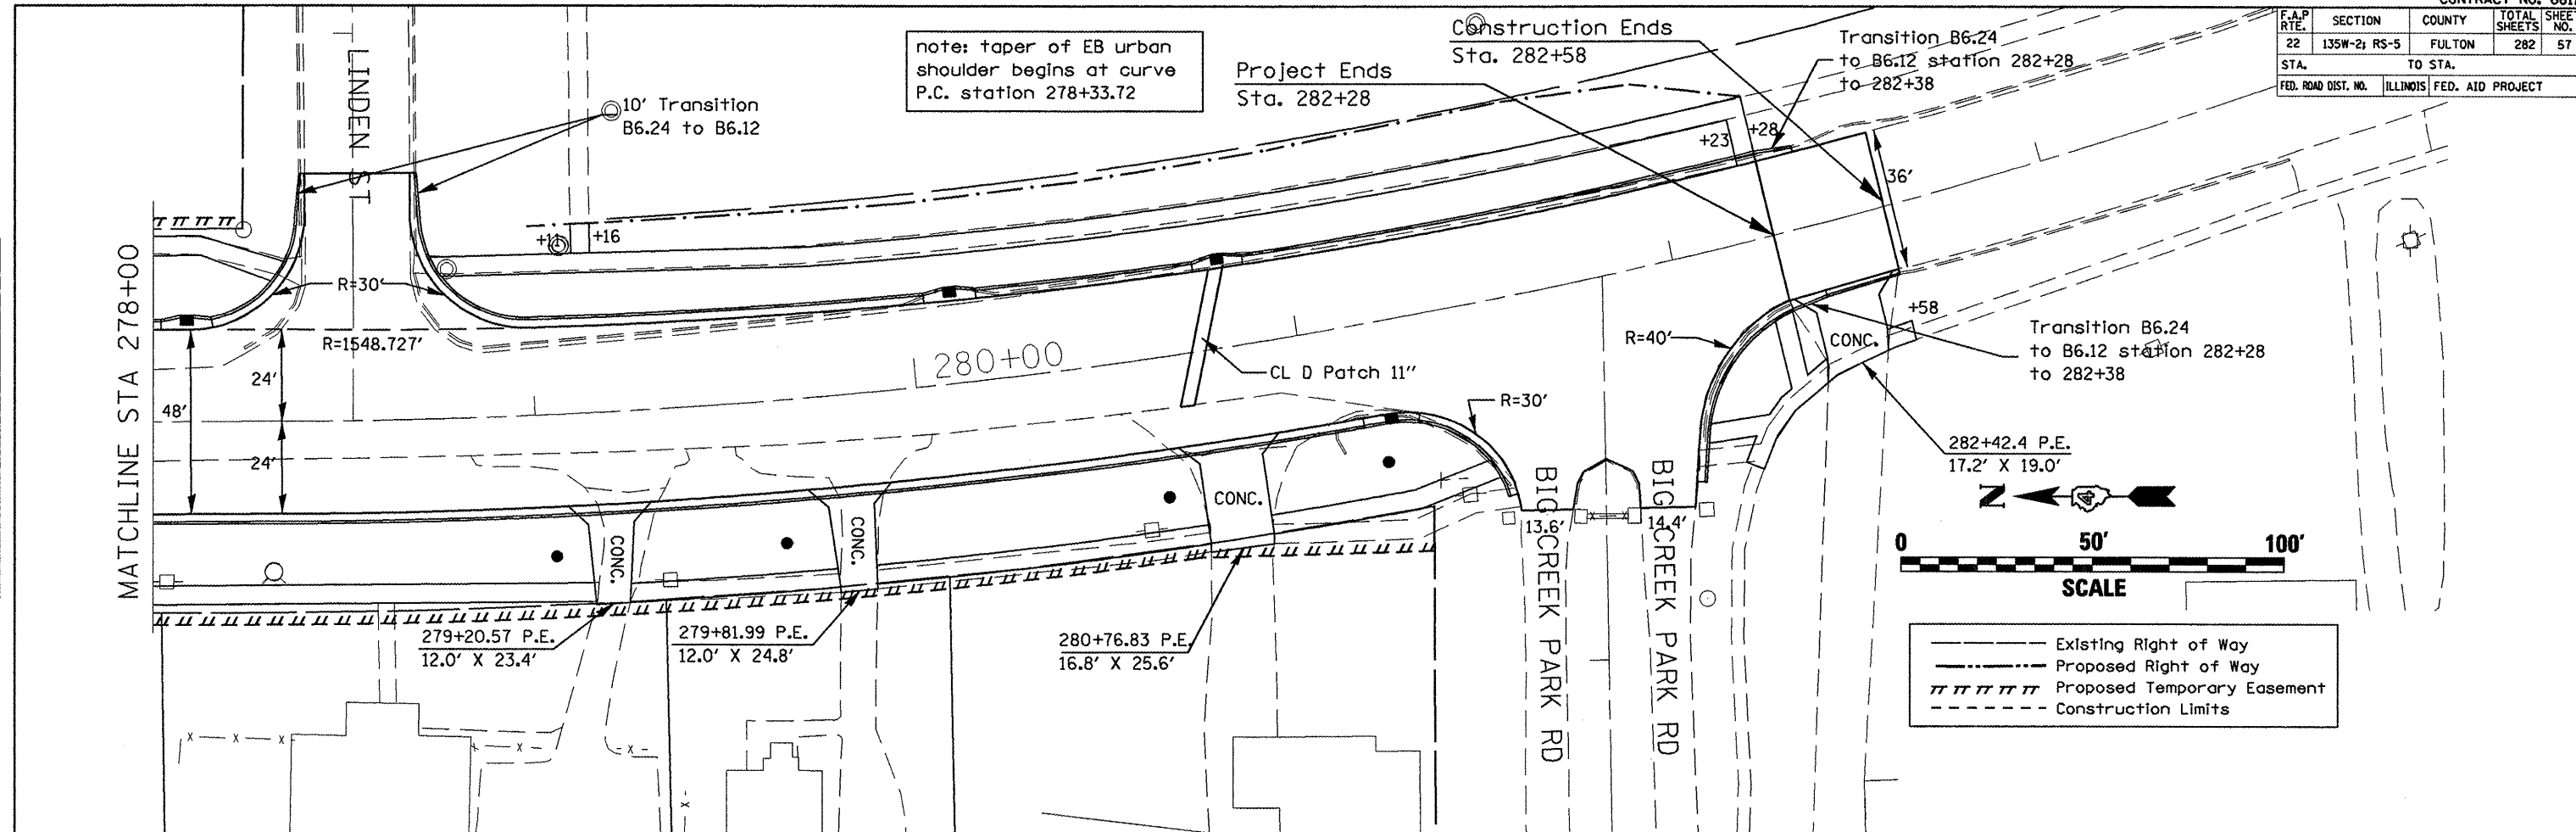 F.A.P RTE. SECTION COUNTY TOTAL SHEETS SHEET NO.
22 135W-2; RS-5 FULTON 282 57
STA. TO STA.
FED. ROAD DIST. NO. ILLINOIS FED. AID PROJECT
note: taper of EB urban
shoulder begins at curve
P.C. station 278+33.72
Construction Ends
Sta. 282+58
Project Ends
Sta. 282+28
Transition B6.24
to B6.12 station 282+28
to 282+38
LINDEN ST
10' Transition
B6.24 to B6.12
+23
+28
36'
+11
+16
MATCHLINE STA 278+00
R=30'
R=1548.727'
24'
48'
24'
280+00
CL D Patch 11"
R=30'
R=40'
CONC.
+58
Transition B6.24
to B6.12 station 282+28
to 282+38
282+42.4 P.E.
17.2' X 19.0'
N
0 50' 100'
SCALE
CONC.
CONC.
CONC.
13.6'
14.4'
BIG CREEK PARK RD
BIG CREEK PARK RD
279+20.57 P.E.
12.0' X 23.4'
279+81.99 P.E.
12.0' X 24.8'
280+76.83 P.E.
16.8' X 25.6'
Existing Right of Way
Proposed Right of Way
Proposed Temporary Easement
Construction Limits